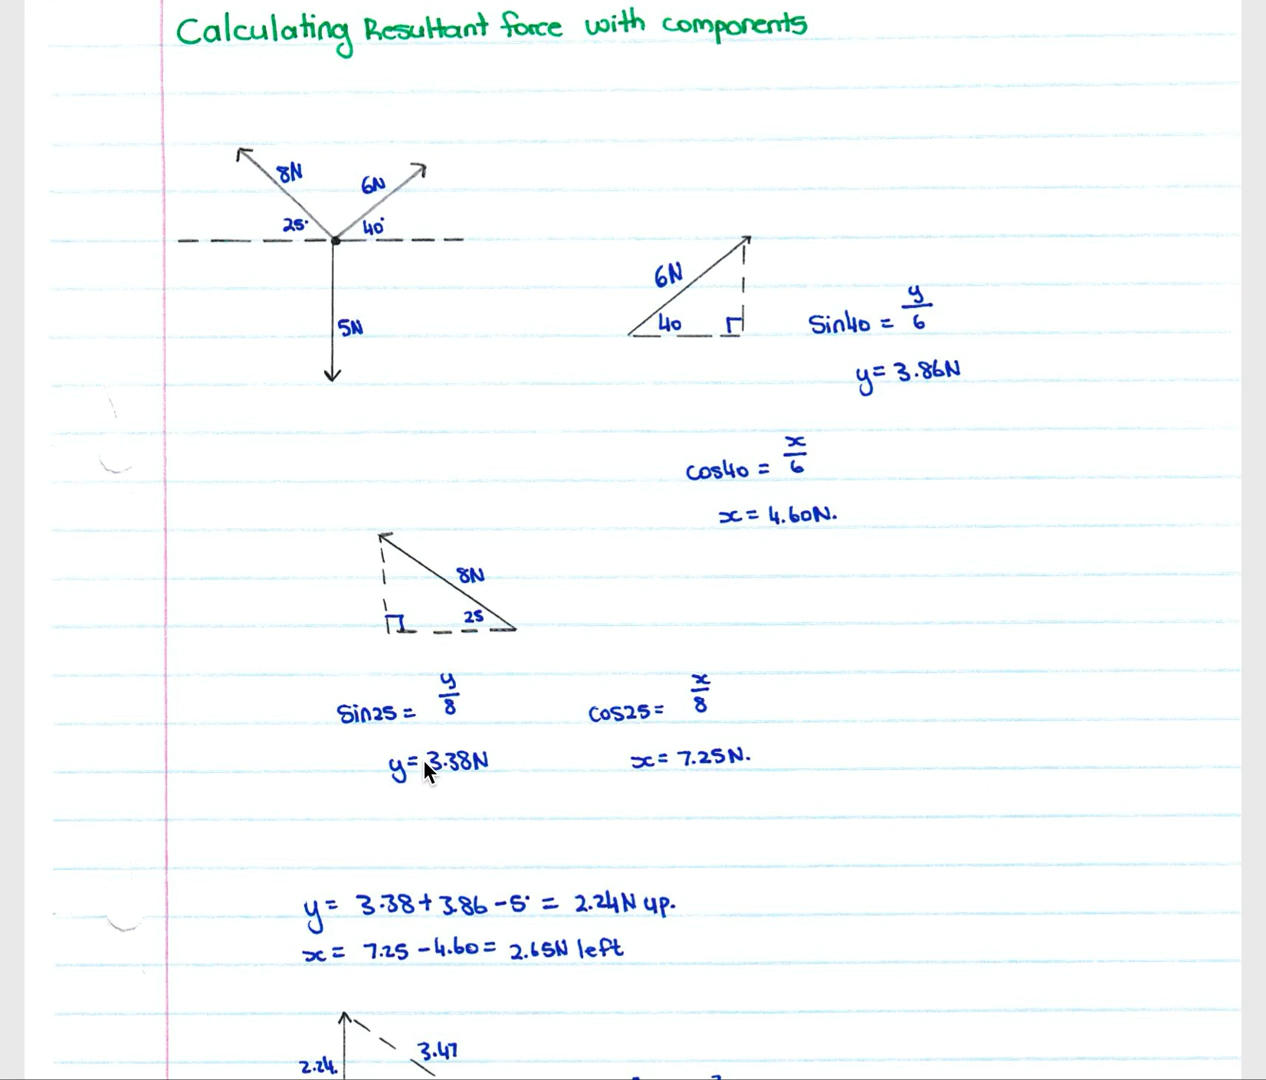 Calculating Resultant force with components
8N
6N
25°
40°
5N
6N
40
Sin40 = y/6
y = 3.86N
cos40 = x/6
x = 4.60N.
8N
25
Sin25 = y/8
cos25 = x/8
y = 3.38N
x = 7.25N.
y = 3.38 + 3.86 - 5 = 2.24N up.
x = 7.25 - 4.60 = 2.65N left
3.47
2.24.